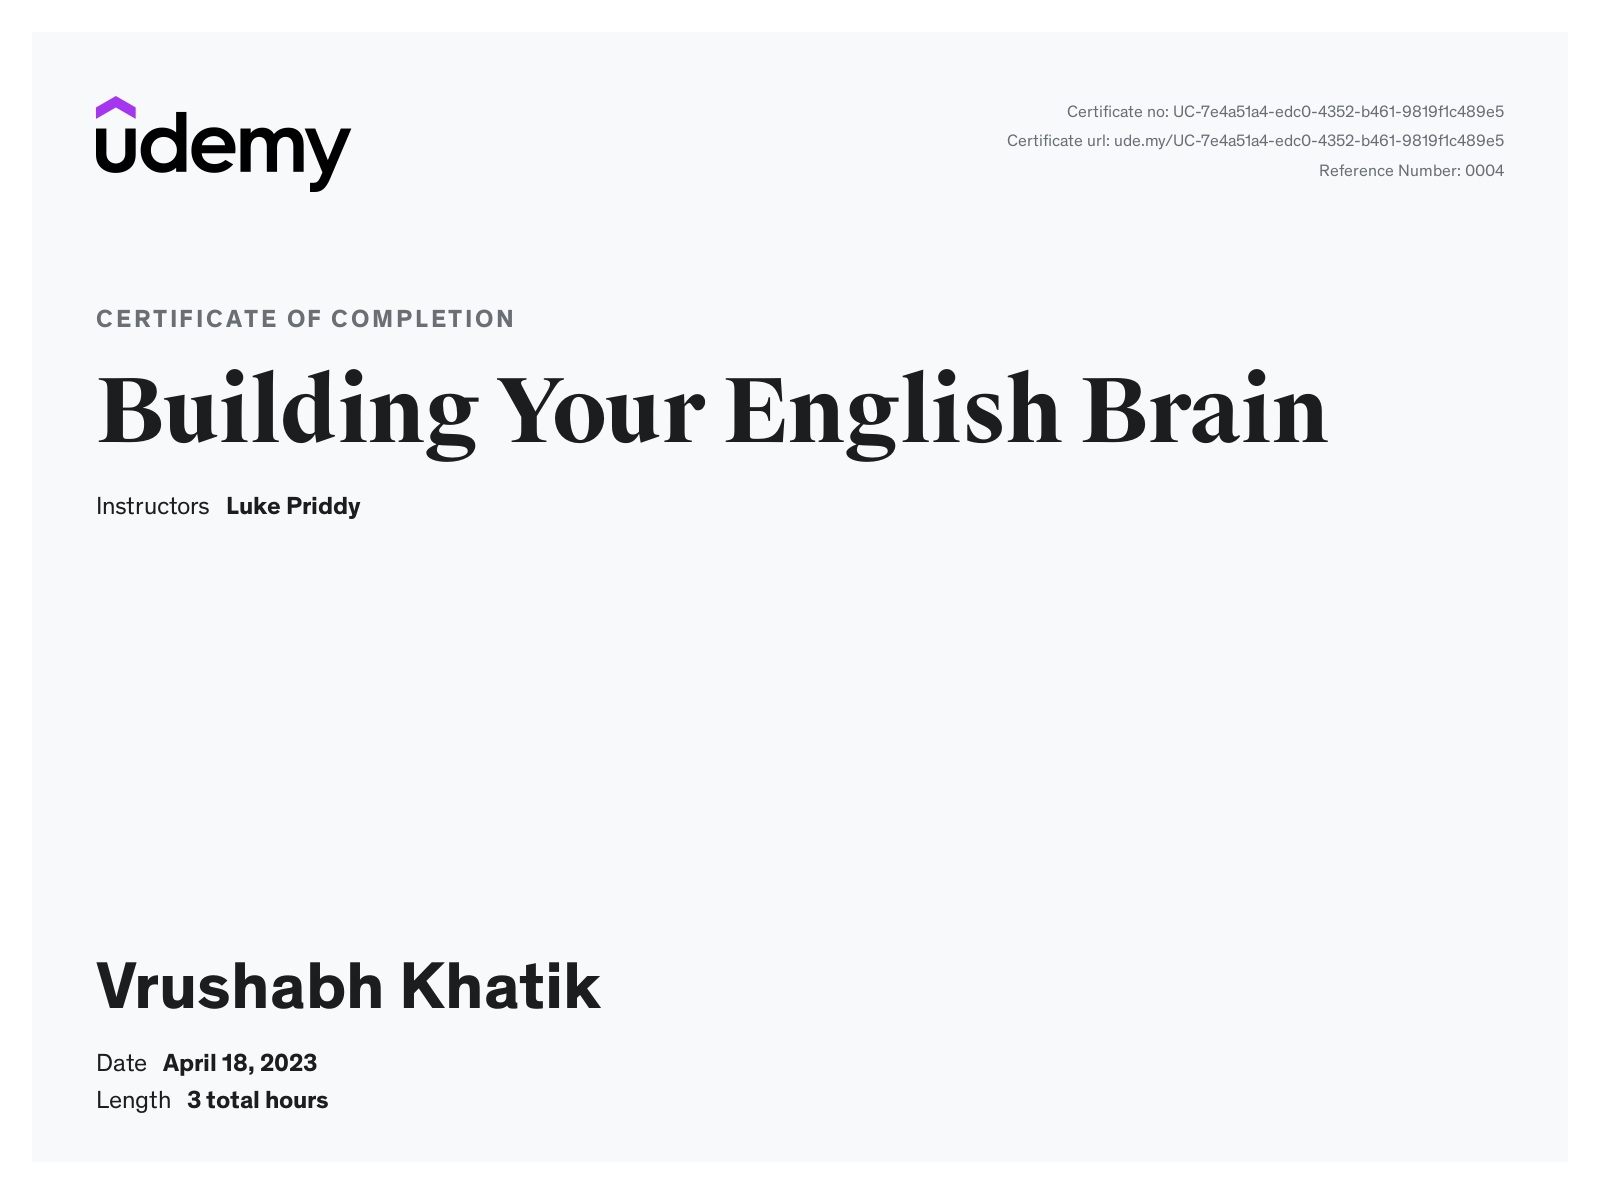 udemy
Certificate no: UC-7e4a51a4-edc0-4352-b461-9819f1c489e5
Certificate url: ude.my/UC-7e4a51a4-edc0-4352-b461-9819f1c489e5
Reference Number: 0004
CERTIFICATE OF COMPLETION
Building Your English Brain
Instructors Luke Priddy
Vrushabh Khatik
Date April 18, 2023
Length 3 total hours